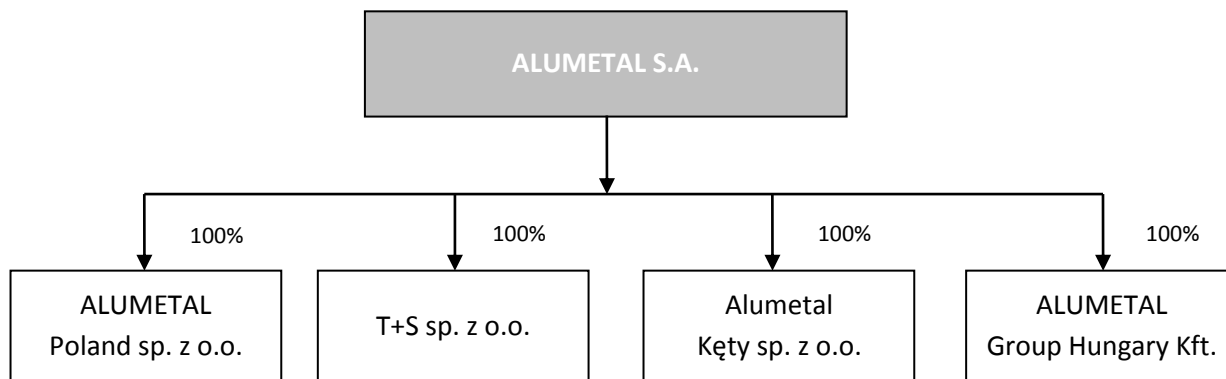 ALUMETAL S.A.
100%
100%
100%
100%
ALUMETAL
Poland sp. z o.o.
T+S sp. z o.o.
Alumetal
Kęty sp. z o.o.
ALUMETAL
Group Hungary Kft.